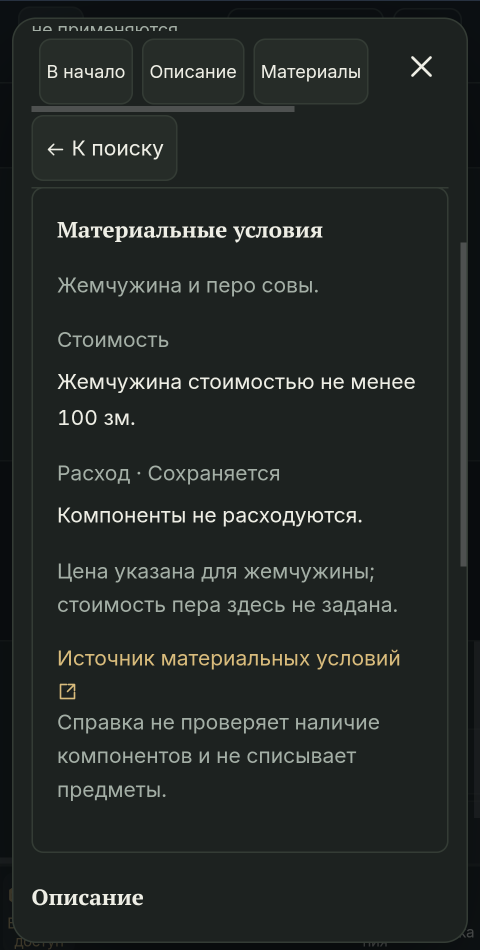 не применяются
В начало
Описание
Материалы
← К поиску
Материальные условия
Жемчужина и перо совы.
Стоимость
Жемчужина стоимостью не менее
100 зм.
Расход · Сохраняется
Компоненты не расходуются.
Цена указана для жемчужины;
стоимость пера здесь не задана.
Источник материальных условий
Справка не проверяет наличие
компонентов и не списывает
предметы.
Описание